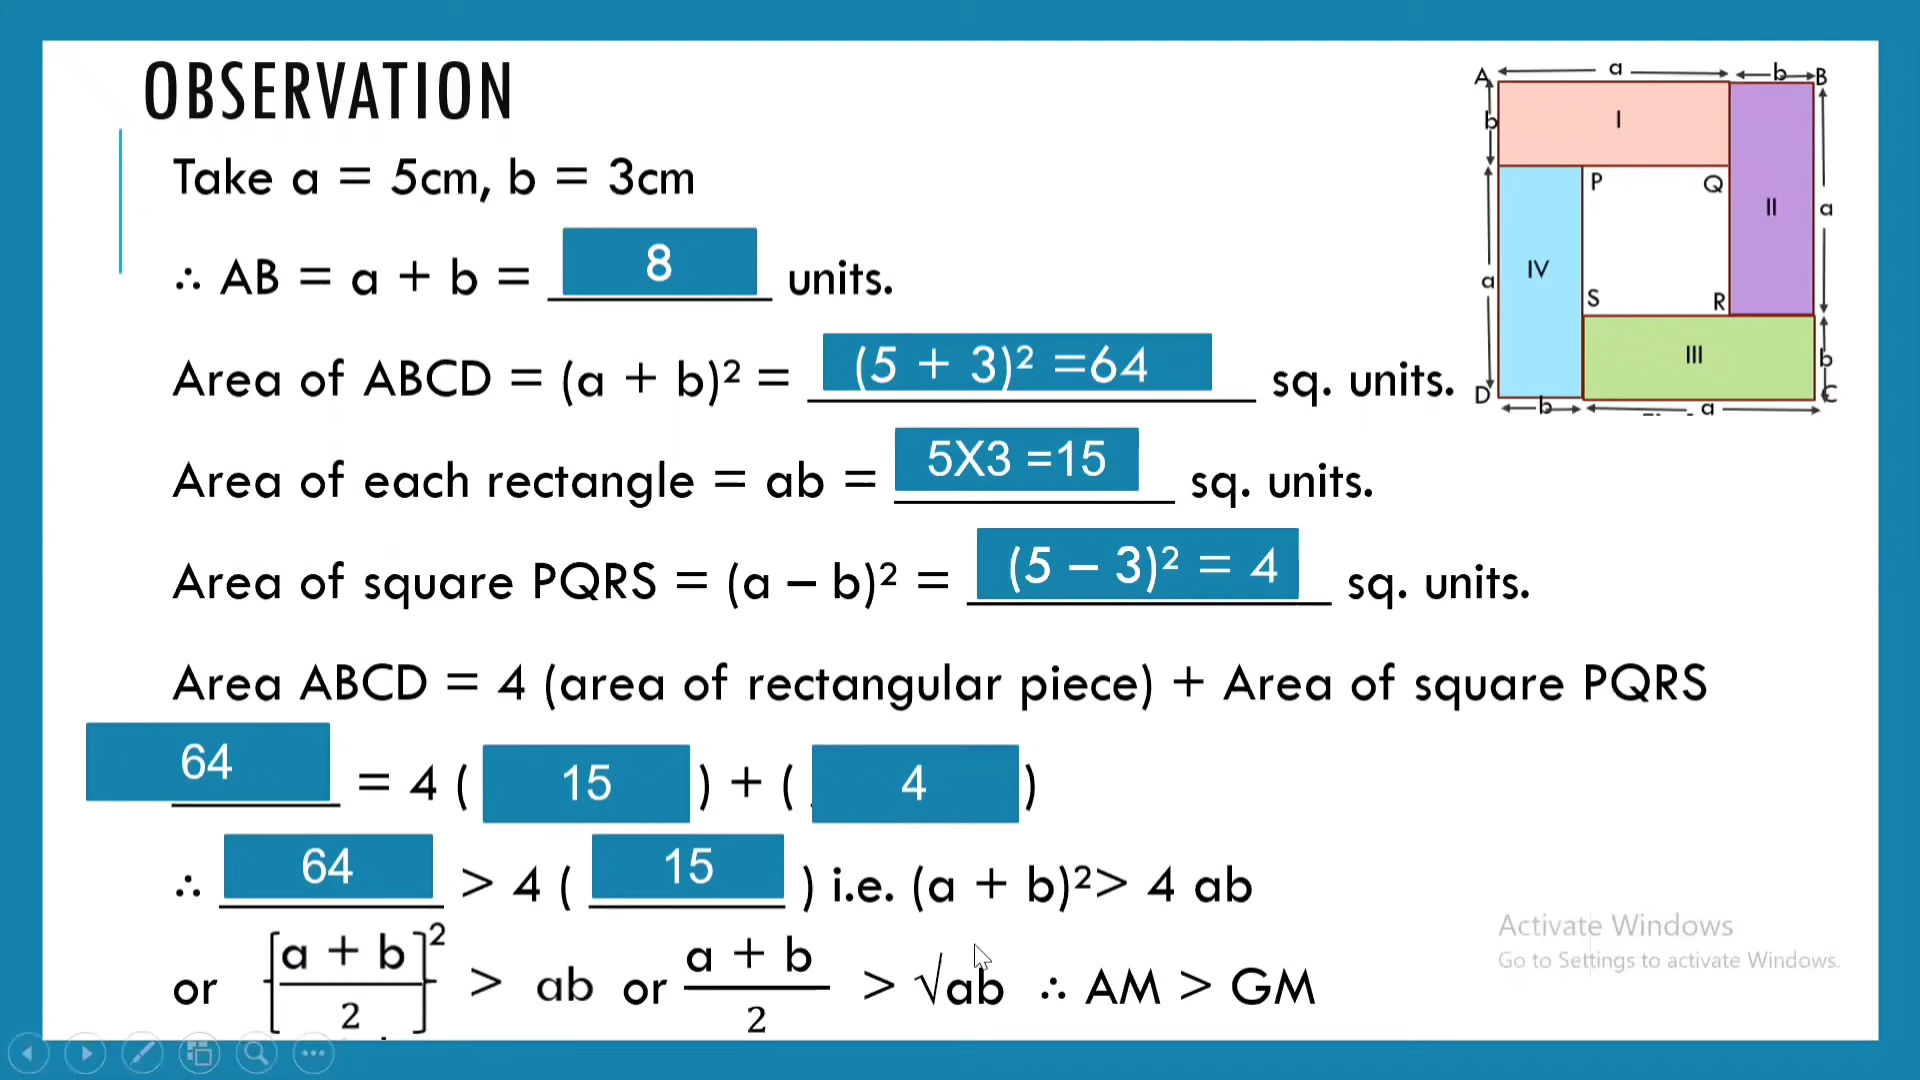 OBSERVATION
Take a = 5cm, b = 3cm
∴ AB = a + b = 8 units.
Area of ABCD = (a + b)² = (5 + 3)² =64 sq. units.
Area of each rectangle = ab = 5X3 =15 sq. units.
Area of square PQRS = (a – b)² = (5 – 3)² = 4 sq. units.
Area ABCD = 4 (area of rectangular piece) + Area of square PQRS
64 = 4 ( 15 ) + ( 4 )
∴ 64 > 4 ( 15 ) i.e. (a + b)²> 4 ab
or [a + b / 2]² > ab or a + b / 2 > √ab ∴ AM > GM
A a b B
b I
P Q II a
IV
a S R
III b
D b a C
Activate Windows
Go to Settings to activate Windows.